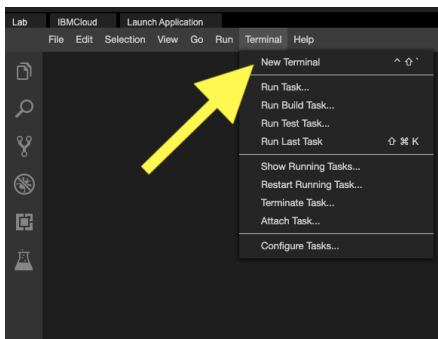 Lab IBMCloud Launch Application
File Edit Selection View Go Run Terminal Help
New Terminal ^ ⇧ `
Run Task...
Run Build Task...
Run Test Task...
Run Last Task ⇧ ⌘ K
Show Running Tasks...
Restart Running Task...
Terminate Task...
Attach Task...
Configure Tasks...